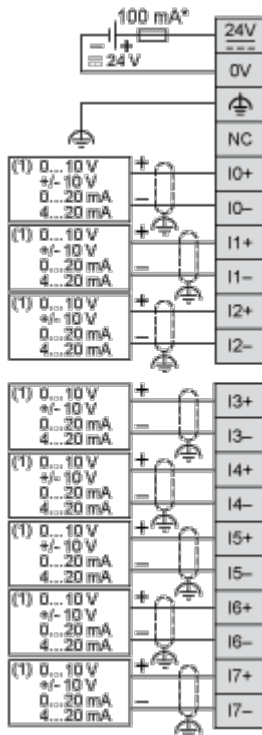 100 mA*
24V
– +
24 V
0V
NC
(1) 0...10 V
+/- 10 V
0...20 mA
4...20 mA
+
–
I0+
I0–
(1) 0...10 V
+/- 10 V
0...20 mA
4...20 mA
+
–
I1+
I1–
(1) 0...10 V
+/- 10 V
0...20 mA
4...20 mA
+
–
I2+
I2–
(1) 0...10 V
+/- 10 V
0...20 mA
4...20 mA
+
–
I3+
I3–
(1) 0...10 V
+/- 10 V
0...20 mA
4...20 mA
+
–
I4+
I4–
(1) 0...10 V
+/- 10 V
0...20 mA
4...20 mA
+
–
I5+
I5–
(1) 0...10 V
+/- 10 V
0...20 mA
4...20 mA
+
–
I6+
I6–
(1) 0...10 V
+/- 10 V
0...20 mA
4...20 mA
+
–
I7+
I7–